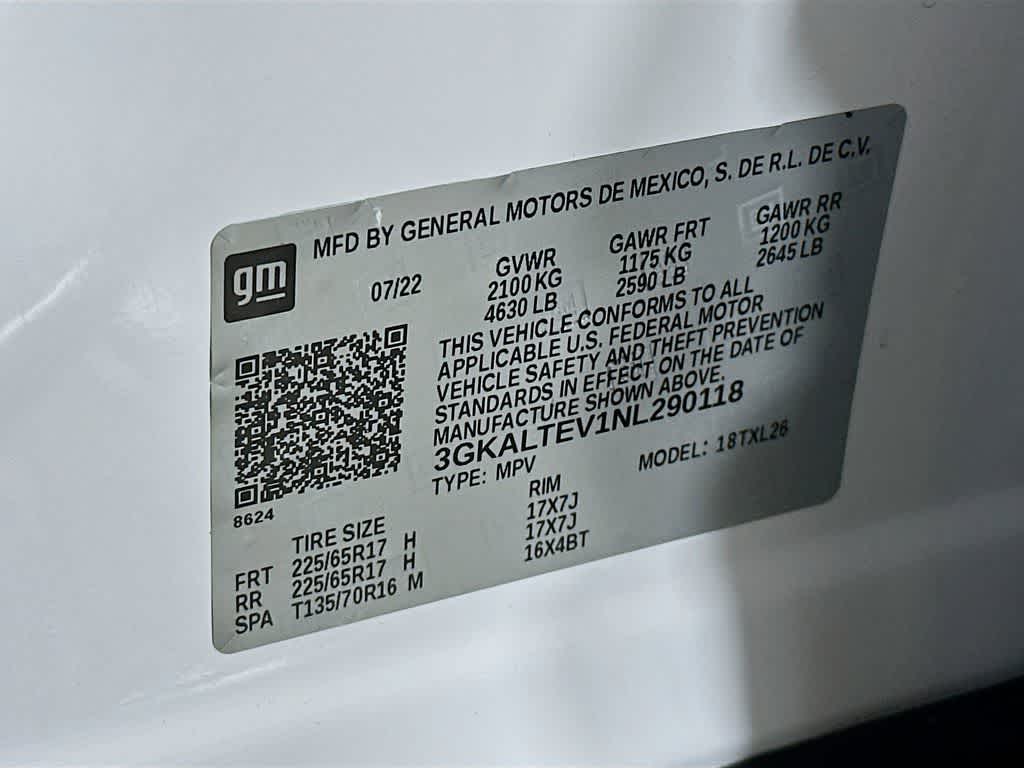 MFD BY GENERAL MOTORS DE MEXICO, S. DE R.L. DE C.V.
gm
07/22
GVWR
2100 KG
4630 LB
GAWR FRT
1175 KG
2590 LB
GAWR RR
1200 KG
2645 LB
THIS VEHICLE CONFORMS TO ALL
APPLICABLE U.S. FEDERAL MOTOR
VEHICLE SAFETY AND THEFT PREVENTION
STANDARDS IN EFFECT ON THE DATE OF
MANUFACTURE SHOWN ABOVE.
3GKALTEV1NL290118
TYPE: MPV MODEL: 18TXL26
8624
TIRE SIZE RIM
FRT 225/65R17 H 17X7J
RR 225/65R17 H 17X7J
SPA T135/70R16 M 16X4BT